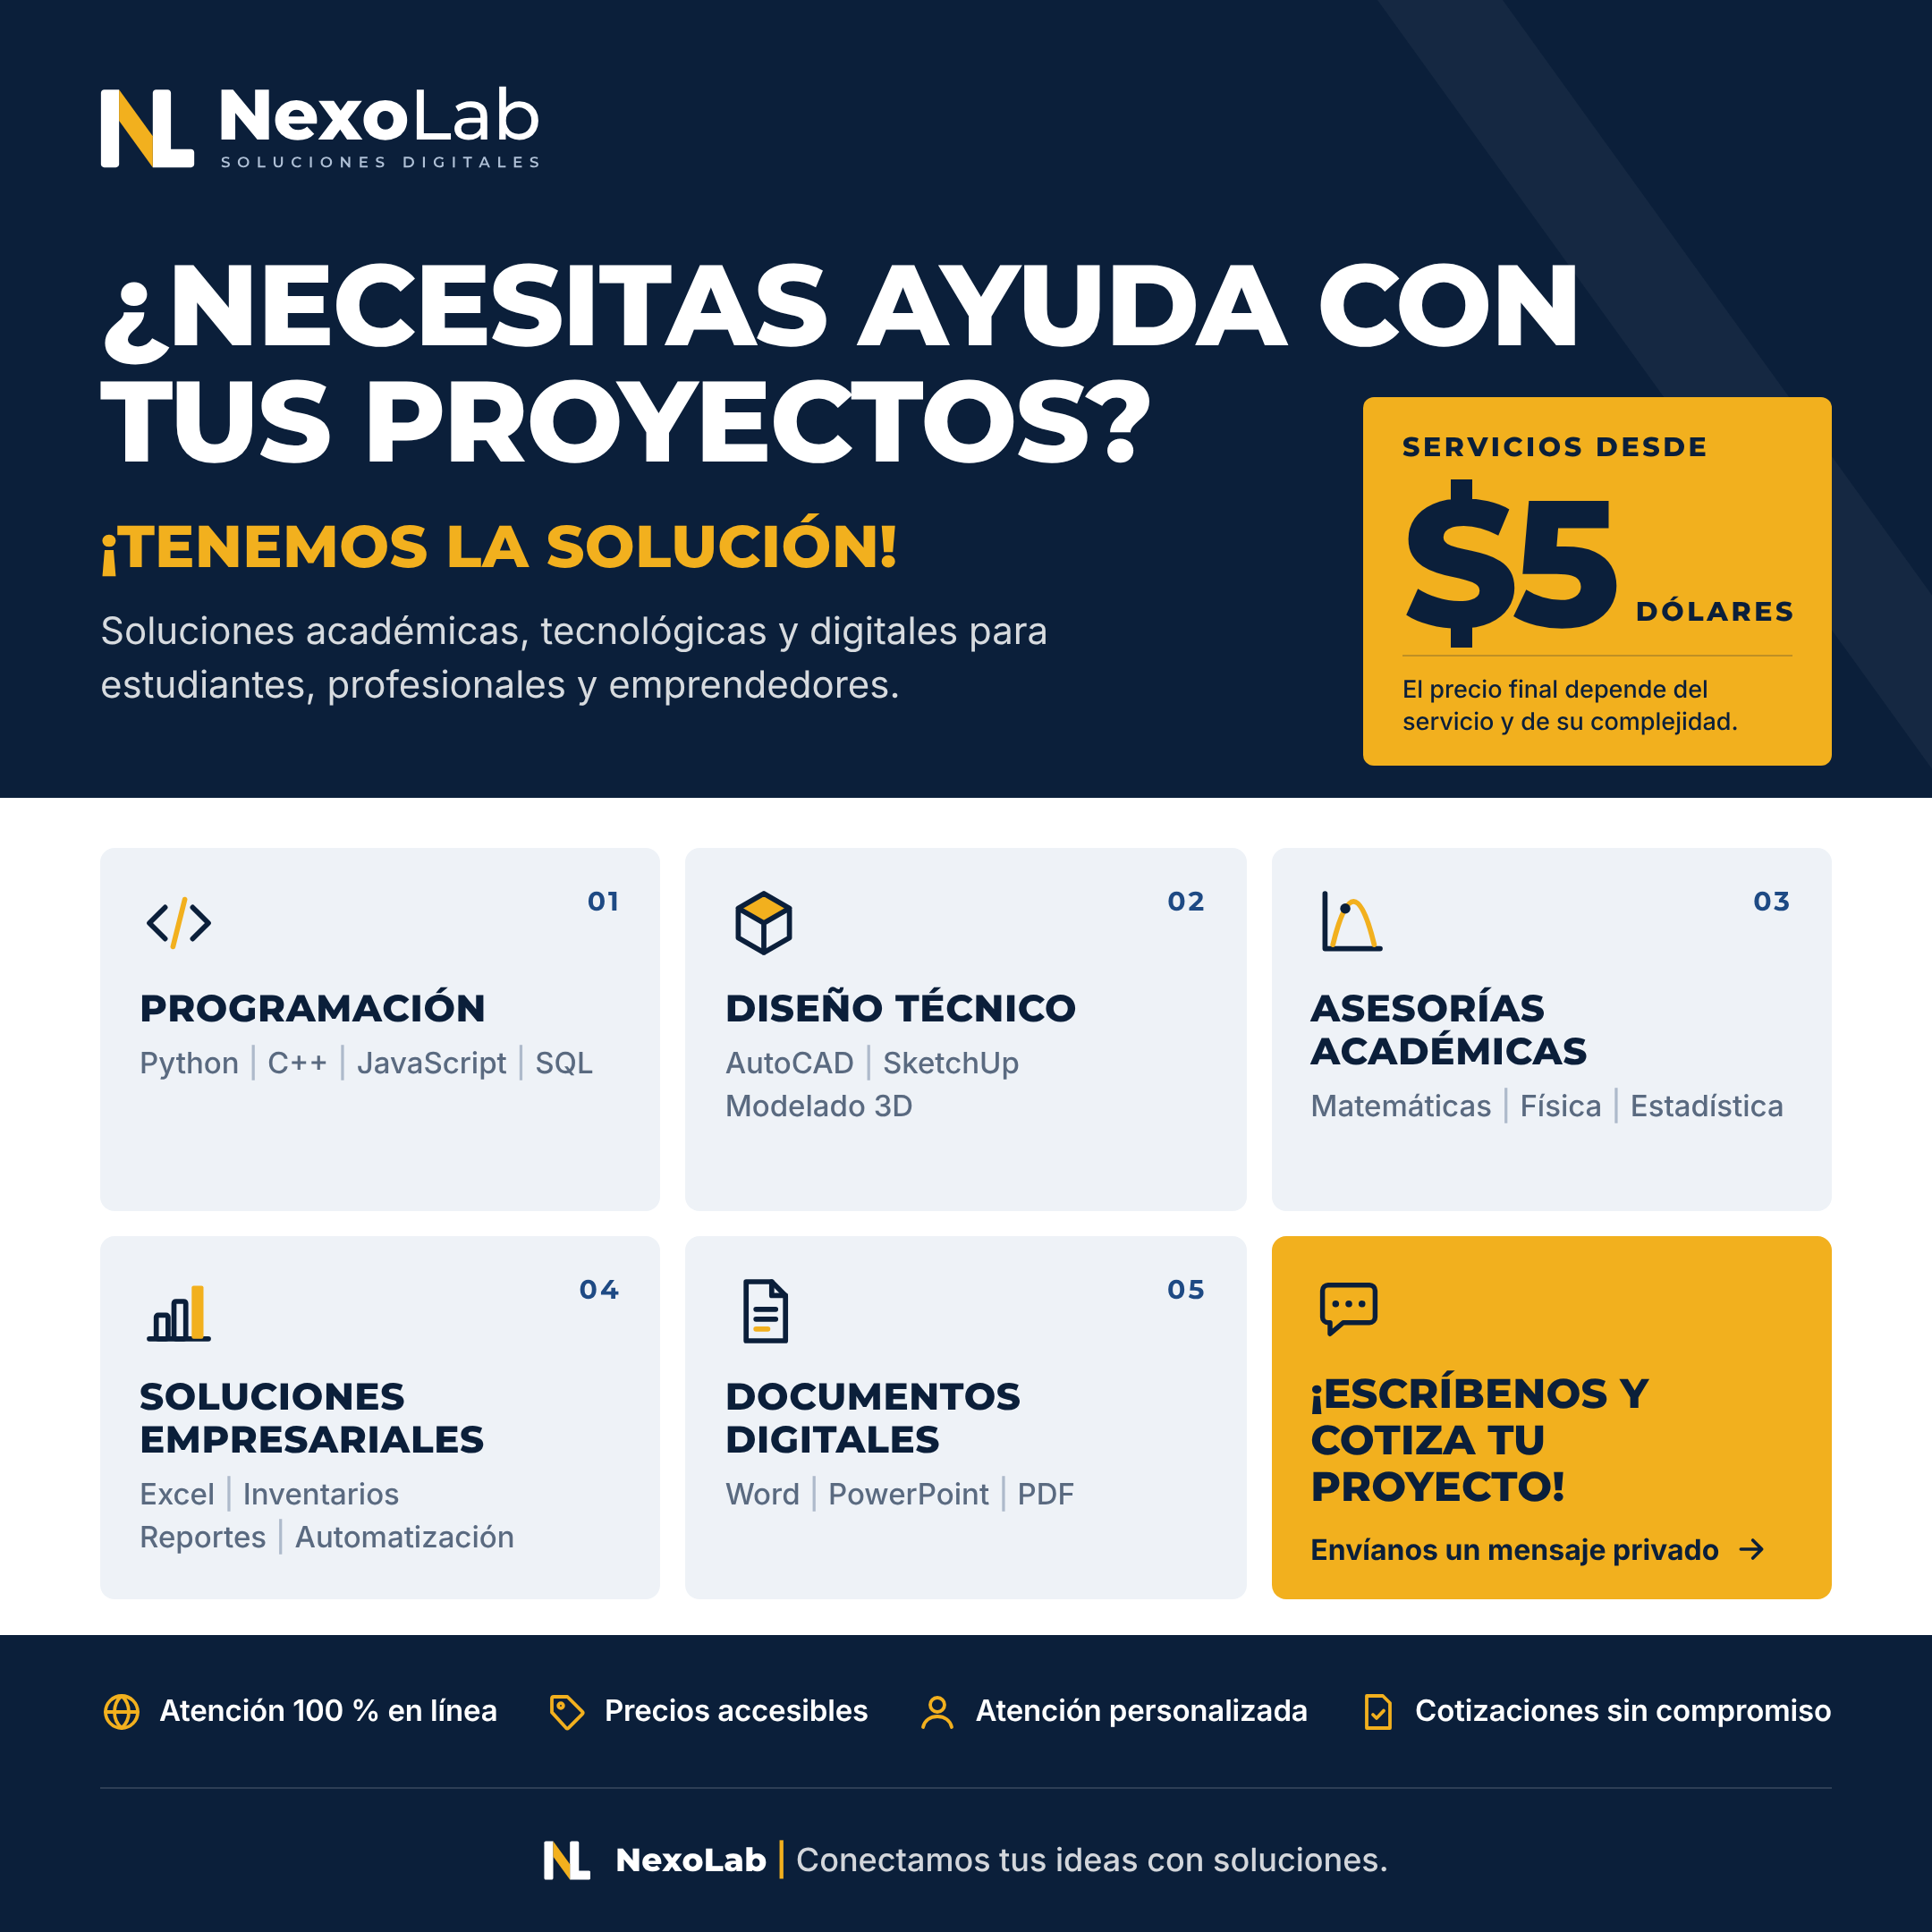 NL NexoLab
SOLUCIONES DIGITALES
¿NECESITAS AYUDA CON
TUS PROYECTOS?
¡TENEMOS LA SOLUCIÓN!
Soluciones académicas, tecnológicas y digitales para
estudiantes, profesionales y emprendedores.
SERVICIOS DESDE
$5 DÓLARES
El precio final depende del
servicio y de su complejidad.
01
PROGRAMACIÓN
Python | C++ | JavaScript | SQL
02
DISEÑO TÉCNICO
AutoCAD | SketchUp
Modelado 3D
03
ASESORÍAS
ACADÉMICAS
Matemáticas | Física | Estadística
04
SOLUCIONES
EMPRESARIALES
Excel | Inventarios
Reportes | Automatización
05
DOCUMENTOS
DIGITALES
Word | PowerPoint | PDF
¡ESCRÍBENOS Y
COTIZA TU
PROYECTO!
Envíanos un mensaje privado →
Atención 100 % en línea
Precios accesibles
Atención personalizada
Cotizaciones sin compromiso
NL NexoLab | Conectamos tus ideas con soluciones.